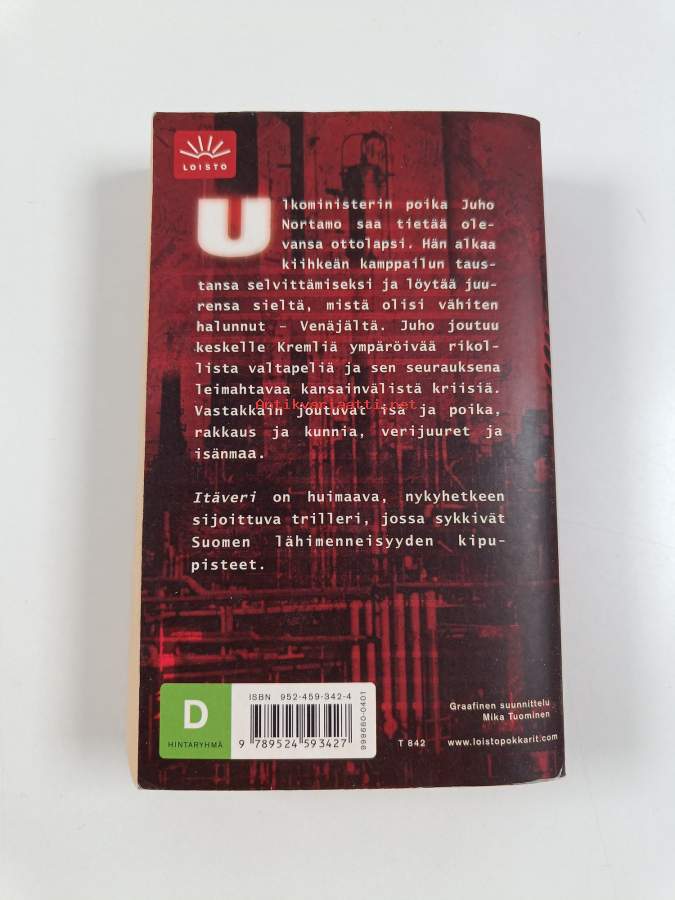 LOISTO
Ulkoministerin poika Juho
Nortamo saa tietää ole-
vansa ottolapsi. Hän alkaa
kiihkeän kamppailun taus-
tansa selvittämiseksi ja löytää juu-
rensa sieltä, mistä olisi vähiten
halunnut – Venäjältä. Juho joutuu
keskelle Kremliä ympäröivää rikol-
lista valtapeliä ja sen seurauksena
leimahtavaa kansainvälistä kriisiä.
Antikvariaatti.net
Vastakkain joutuvat isä ja poika,
rakkaus ja kunnia, verijuuret ja
isänmaa.
Itäveri on huimaava, nykyhetkeen
sijoittuva trilleri, jossa sykkivät
Suomen lähimenneisyyden kipu-
pisteet.
D
HINTARYHMÄ
ISBN 952-459-342-4
9 789524 593427
999660-0401
T 842
Graafinen suunnittelu
Mika Tuominen
www.loistopokkarit.com